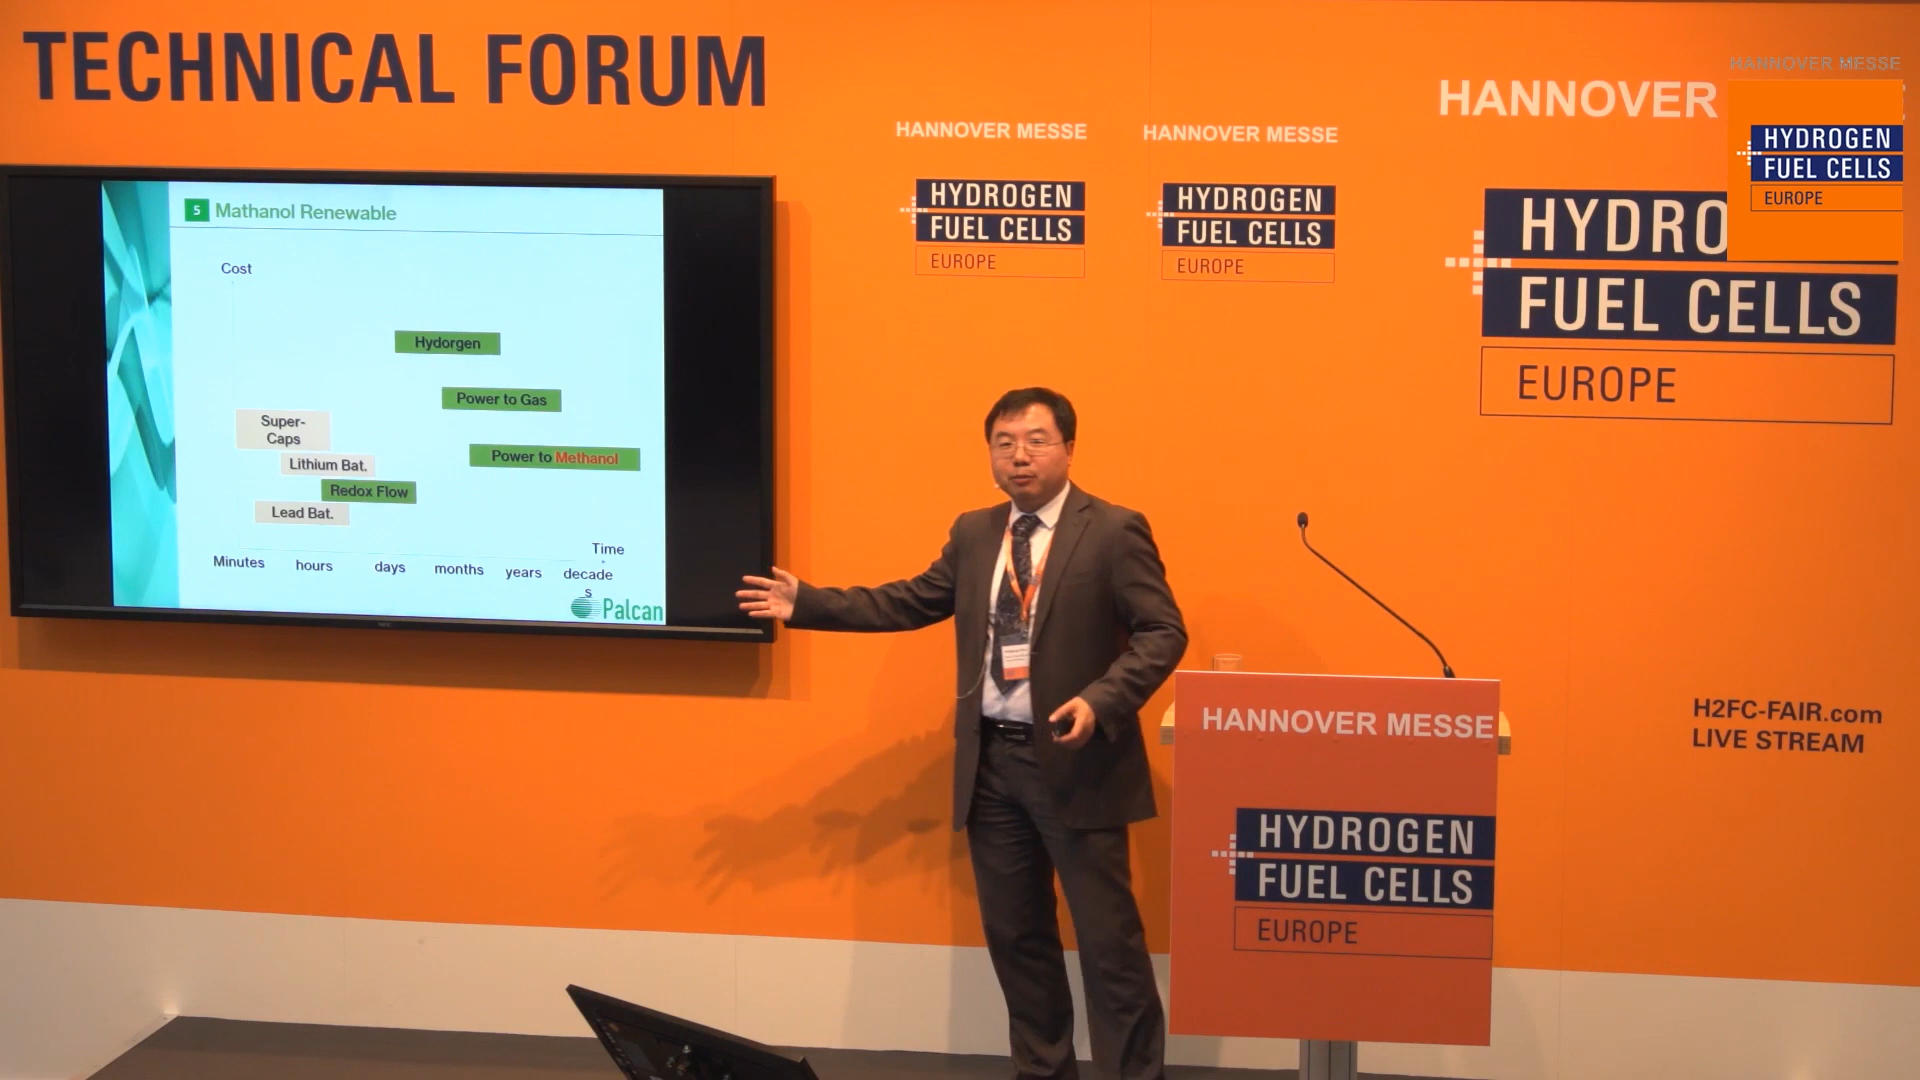 TECHNICAL FORUM
HANNOVER MESSE
HYDROGEN
FUEL CELLS
EUROPE
HANNOVER MESSE
HYDROGEN
FUEL CELLS
EUROPE
HANNOVER
HYDRO
FUEL CELLS
EUROPE
HANNOVER MESSE
HYDROGEN
FUEL CELLS
EUROPE
5 Mathanol Renewable
Cost
Hydorgen
Power to Gas
Super-
Caps
Power to Methanol
Lithium Bat.
Redox Flow
Lead Bat.
Time
Minutes hours days months years decade
s
Palcan
H2FC-FAIR.com
LIVE STREAM
HANNOVER MESSE
HYDROGEN
FUEL CELLS
EUROPE